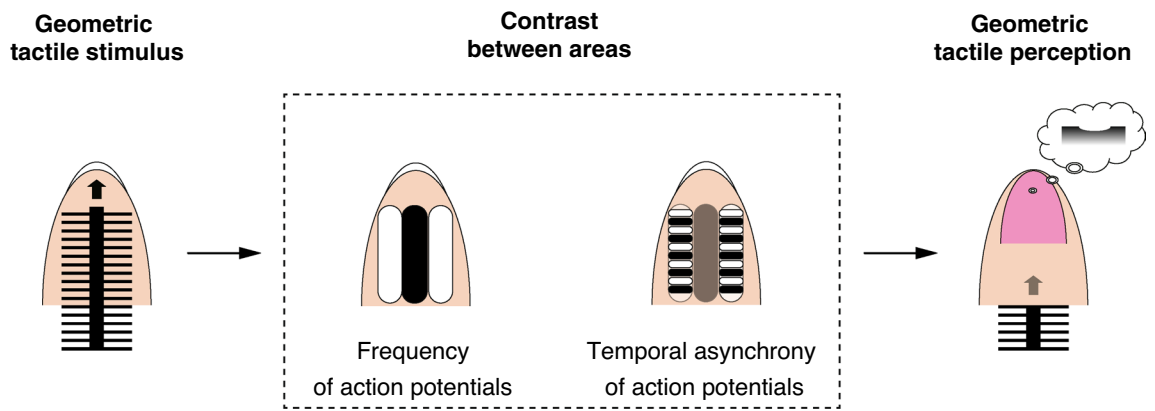 Geometric
tactile stimulus
Contrast
between areas
Geometric
tactile perception
Frequency
of action potentials
Temporal asynchrony
of action potentials